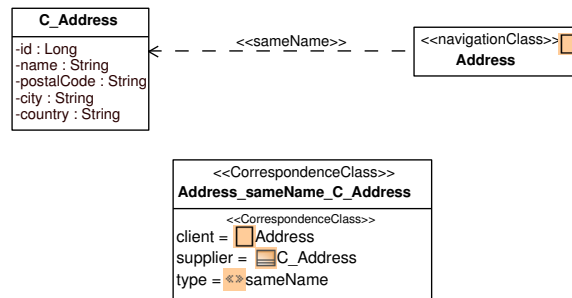 C_Address
-id : Long
-name : String
-postalCode : String
-city : String
-country : String
<<sameName>>
<<navigationClass>>
Address
<<CorrespondenceClass>>
Address_sameName_C_Address
<<CorrespondenceClass>>
client = Address
supplier = C_Address
type = «» sameName